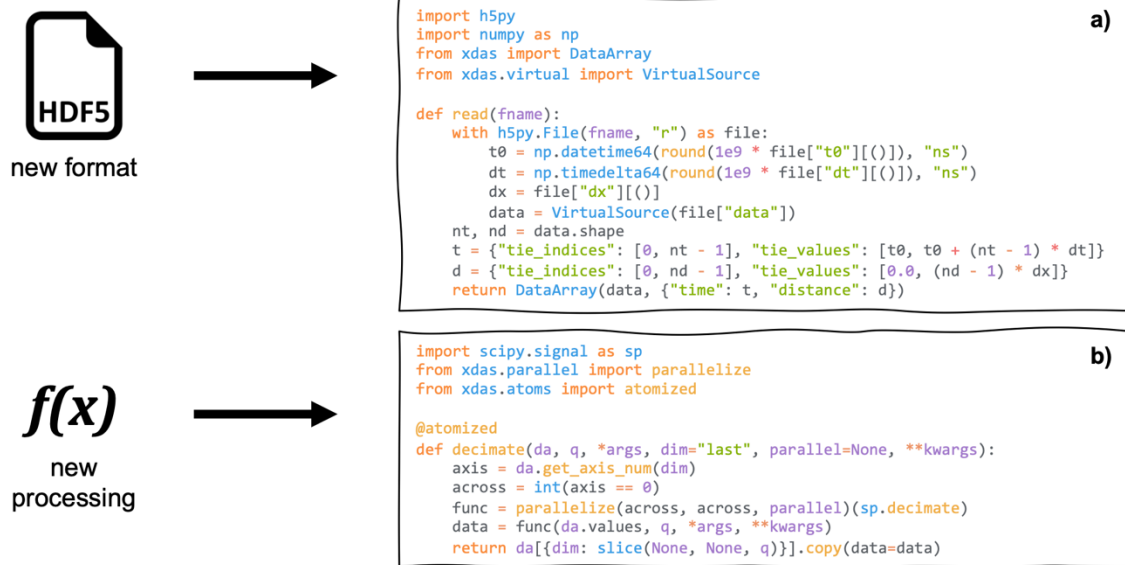 HDF5
new format
a)
import h5py
import numpy as np
from xdas import DataArray
from xdas.virtual import VirtualSource
def read(fname):
    with h5py.File(fname, "r") as file:
        t0 = np.datetime64(round(1e9 * file["t0"][()]), "ns")
        dt = np.timedelta64(round(1e9 * file["dt"][()]), "ns")
        dx = file["dx"][()]
        data = VirtualSource(file["data"])
    nt, nd = data.shape
    t = {"tie_indices": [0, nt - 1], "tie_values": [t0, t0 + (nt - 1) * dt]}
    d = {"tie_indices": [0, nd - 1], "tie_values": [0.0, (nd - 1) * dx]}
    return DataArray(data, {"time": t, "distance": d})
f(x)
new
processing
b)
import scipy.signal as sp
from xdas.parallel import parallelize
from xdas.atoms import atomized
@atomized
def decimate(da, q, *args, dim="last", parallel=None, **kwargs):
    axis = da.get_axis_num(dim)
    across = int(axis == 0)
    func = parallelize(across, across, parallel)(sp.decimate)
    data = func(da.values, q, *args, **kwargs)
    return da[{dim: slice(None, None, q)}].copy(data=data)